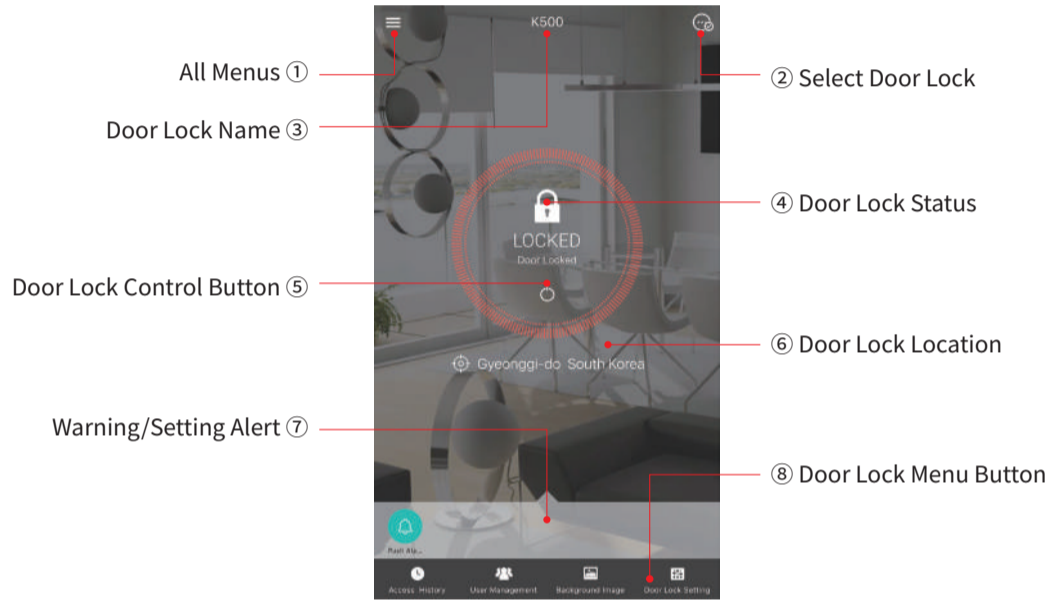 K500
All Menus ①
② Select Door Lock
Door Lock Name ③
④ Door Lock Status
LOCKED
Door Locked
Door Lock Control Button ⑤
⑥ Door Lock Location
Gyeonggi-do South Korea
Warning/Setting Alert ⑦
⑧ Door Lock Menu Button
Push Ala...
Access History
User Management
Background Image
Door Lock Setting